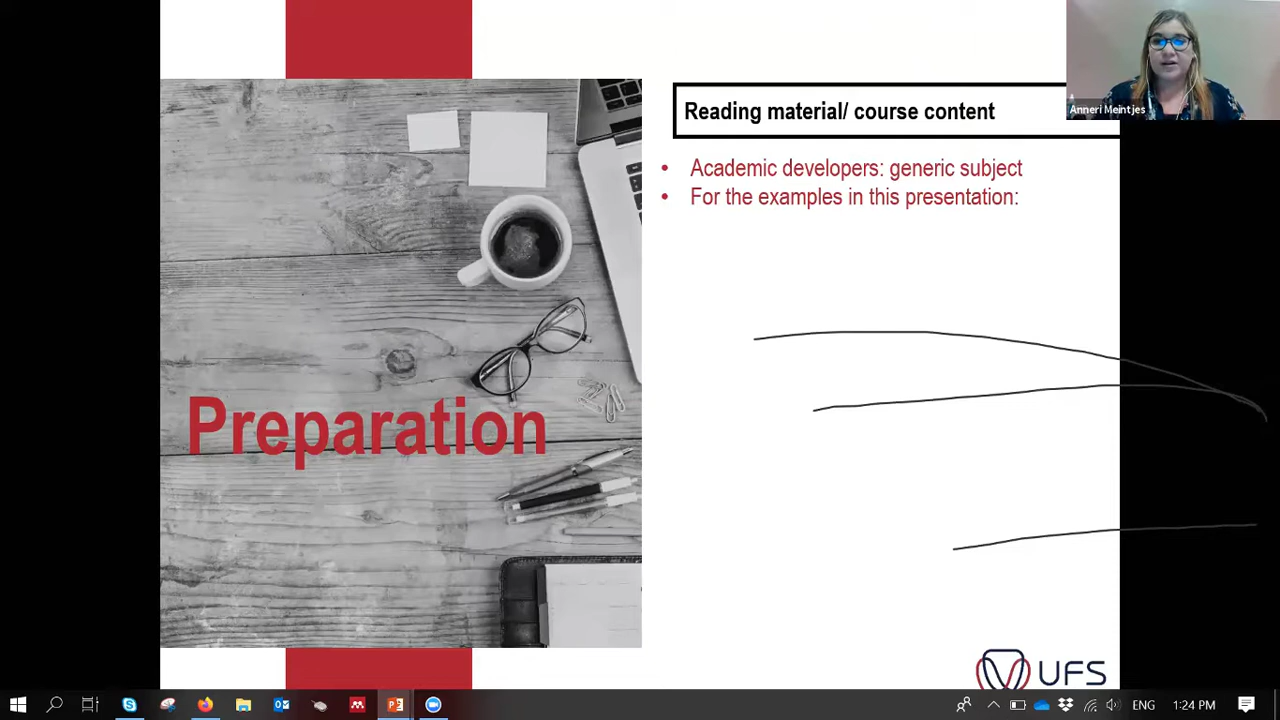 Reading material/ course content
Anneri Meintjes
• Academic developers: generic subject
• For the examples in this presentation:
Preparation
UFS
ENG
1:24 PM